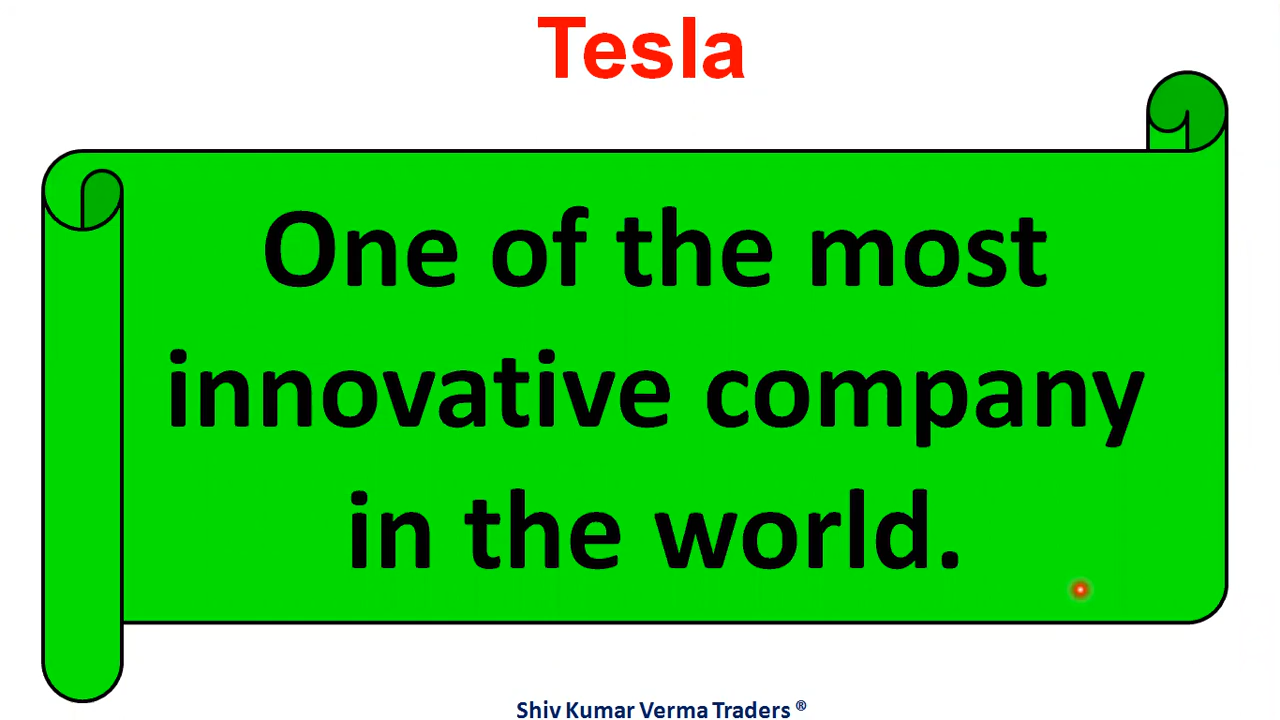 Tesla
One of the most
innovative company
in the world.
Shiv Kumar Verma Traders ®